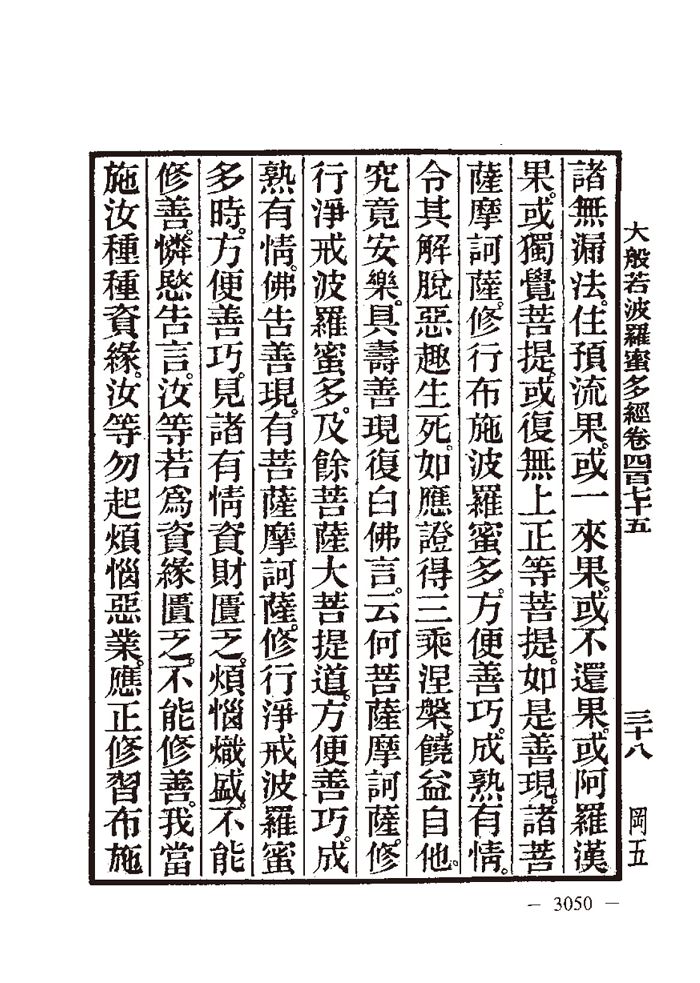 大般若波羅蜜多經卷四百七十五 三十八 岡五
諸無漏法。住預流果。或一來果。或不還果。或阿羅漢
果。或獨覺菩提。或復無上正等菩提。如是善現。諸菩
薩摩訶薩。修行布施波羅蜜多。方便善巧。成熟有情。
令其解脫惡趣生死。如應證得三乘涅槃。饒益自他。
究竟安樂。具壽善現復白佛言。云何菩薩摩訶薩。修
行淨戒波羅蜜多。及餘菩薩大菩提道。方便善巧。成
熟有情。佛告善現。有菩薩摩訶薩。修行淨戒波羅蜜
多時。方便善巧。見諸有情資財匱乏。煩惱熾盛。不能
修善。憐愍告言。汝等若為資緣匱乏。不能修善。我當
施汝種種資緣。汝等勿起煩惱惡業。應正修習布施
— 3050 —